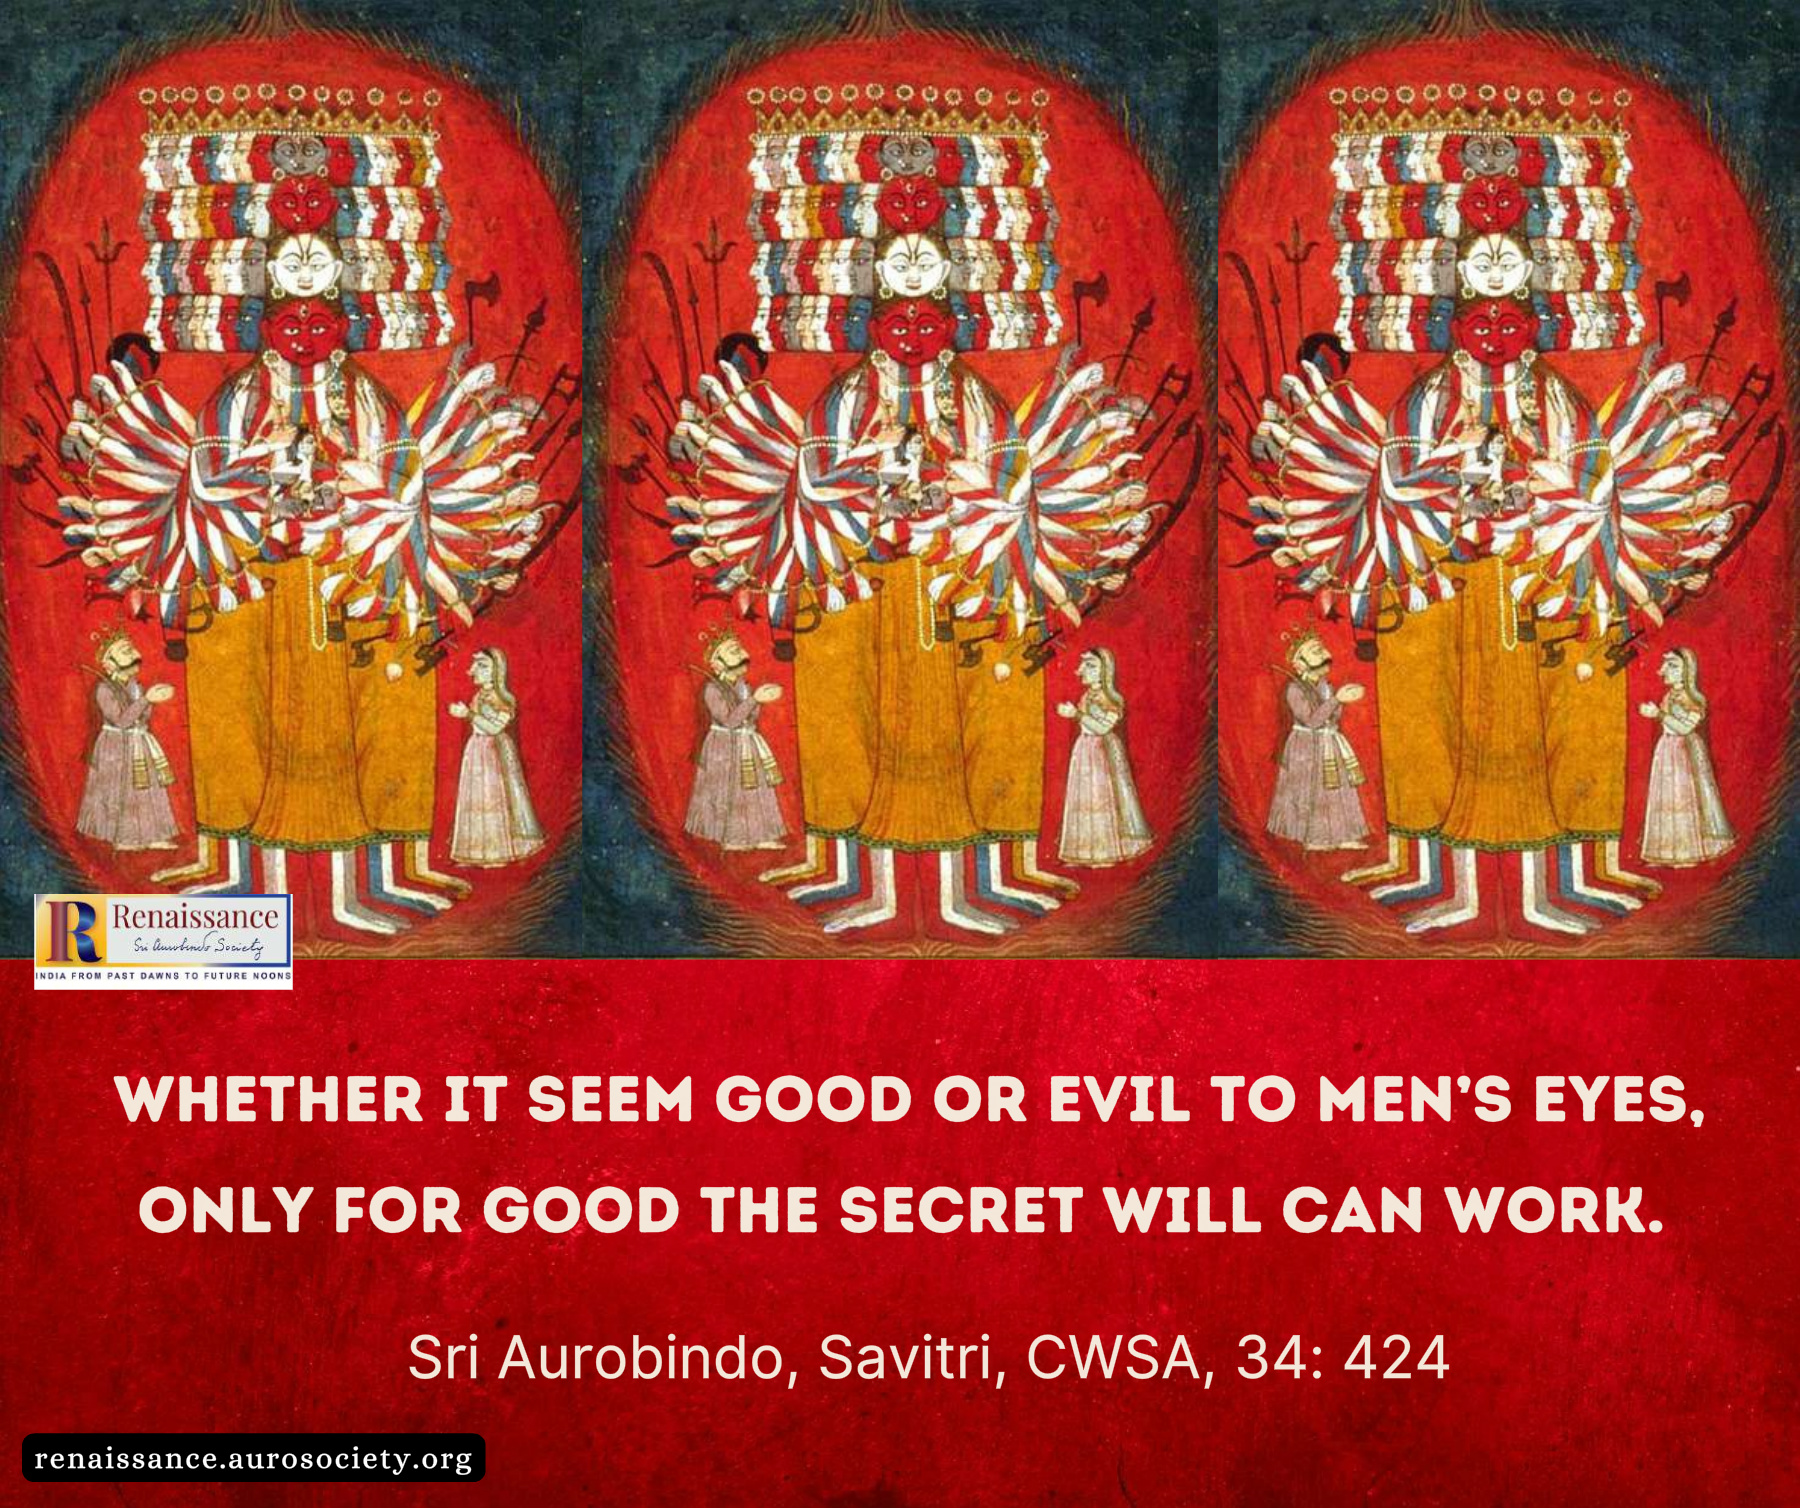 Renaissance
Sri Aurobindo Society
INDIA FROM PAST DAWNS TO FUTURE NOONS
WHETHER IT SEEM GOOD OR EVIL TO MEN'S EYES,
ONLY FOR GOOD THE SECRET WILL CAN WORK.
Sri Aurobindo, Savitri, CWSA, 34: 424
renaissance.aurosociety.org